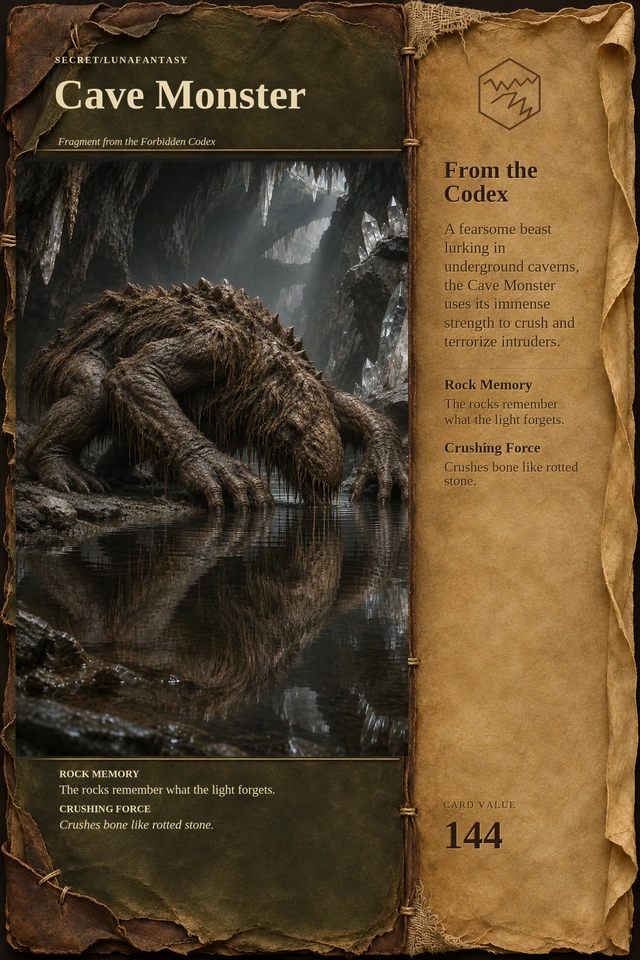 SECRET/LUNAFANTASY
Cave Monster
Fragment from the Forbidden Codex
ROCK MEMORY
The rocks remember what the light forgets.
CRUSHING FORCE
Crushes bone like rotted stone.
From the
Codex
A fearsome beast
lurking in
underground caverns,
the Cave Monster
uses its immense
strength to crush and
terrorize intruders.
Rock Memory
The rocks remember
what the light forgets.
Crushing Force
Crushes bone like rotted
stone.
CARD VALUE
144